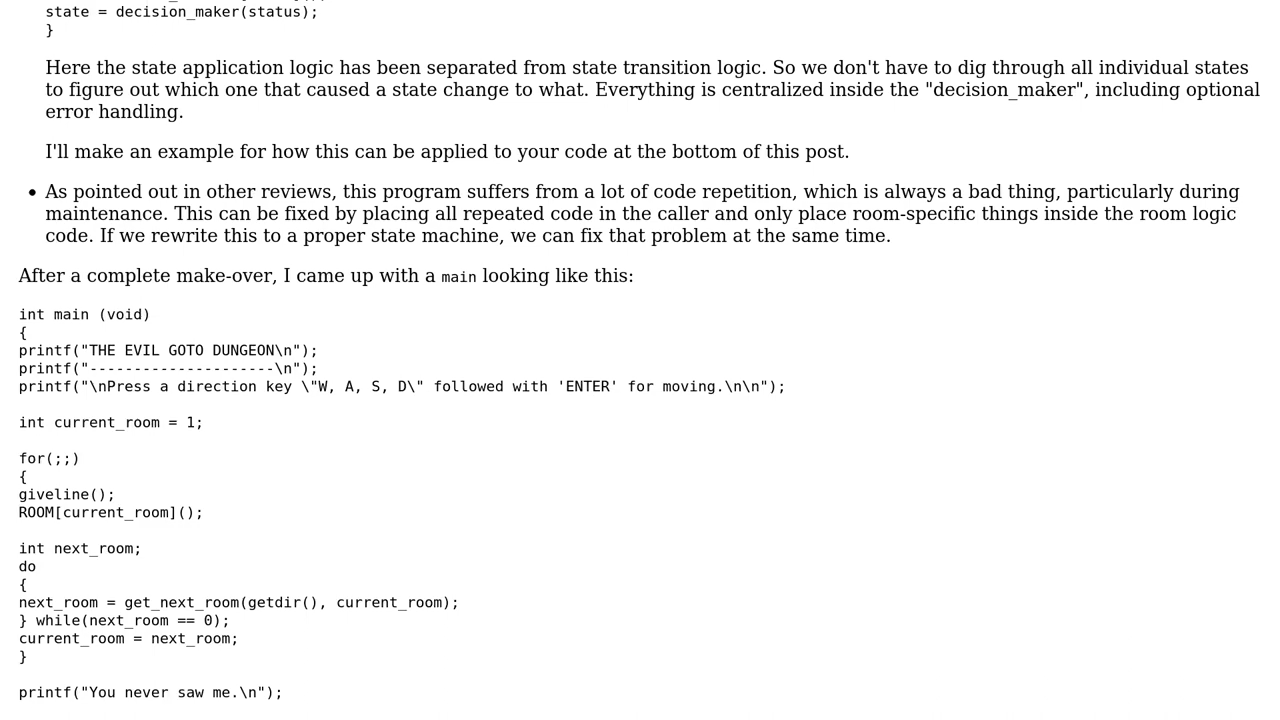 state = decision_maker(status);
}
Here the state application logic has been separated from state transition logic. So we don't have to dig through all individual states
to figure out which one that caused a state change to what. Everything is centralized inside the "decision_maker", including optional
error handling.
I'll make an example for how this can be applied to your code at the bottom of this post.
• As pointed out in other reviews, this program suffers from a lot of code repetition, which is always a bad thing, particularly during
maintenance. This can be fixed by placing all repeated code in the caller and only place room-specific things inside the room logic
code. If we rewrite this to a proper state machine, we can fix that problem at the same time.
After a complete make-over, I came up with a main looking like this:
int main (void)
{
printf("THE EVIL GOTO DUNGEON\n");
printf("---------------------\n");
printf("\nPress a direction key \"W, A, S, D\" followed with 'ENTER' for moving.\n\n");
int current_room = 1;
for(;;)
{
giveline();
ROOM[current_room]();
int next_room;
do
{
next_room = get_next_room(getdir(), current_room);
} while(next_room == 0);
current_room = next_room;
}
printf("You never saw me.\n");